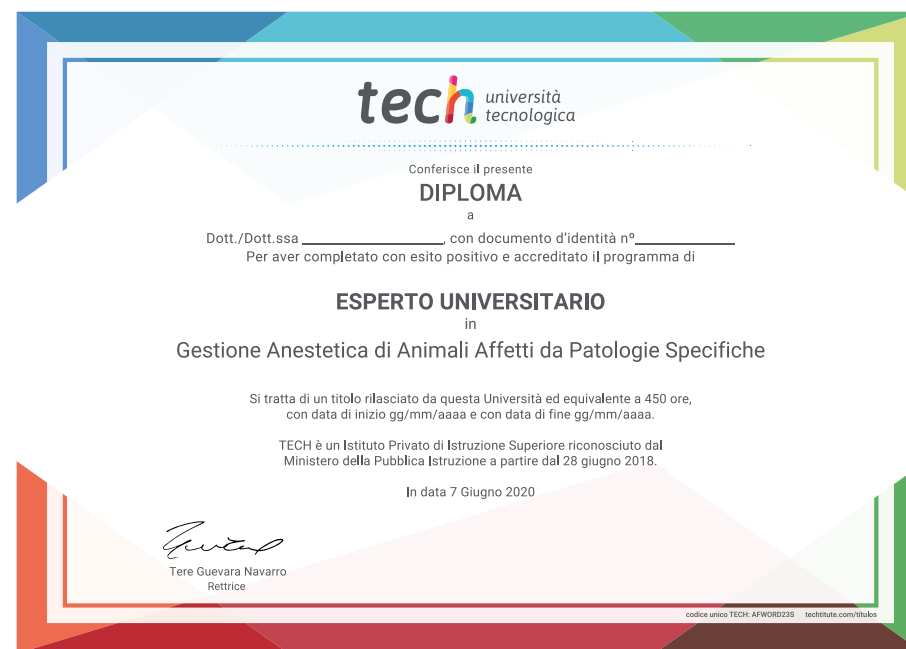 tech università
tecnologica
Conferisce il presente
DIPLOMA
a
Dott./Dott.ssa ____________________, con documento d'identità nº______________
Per aver completato con esito positivo e accreditato il programma di
ESPERTO UNIVERSITARIO
in
Gestione Anestetica di Animali Affetti da Patologie Specifiche
Si tratta di un titolo rilasciato da questa Università ed equivalente a 450 ore,
con data di inizio gg/mm/aaaa e con data di fine gg/mm/aaaa.
TECH è un Istituto Privato di Istruzione Superiore riconosciuto dal
Ministero della Pubblica Istruzione a partire dal 28 giugno 2018.
In data 7 Giugno 2020
Tere Guevara Navarro
Rettrice
codice unico TECH: AFWORD23S techtitute.com/titulos